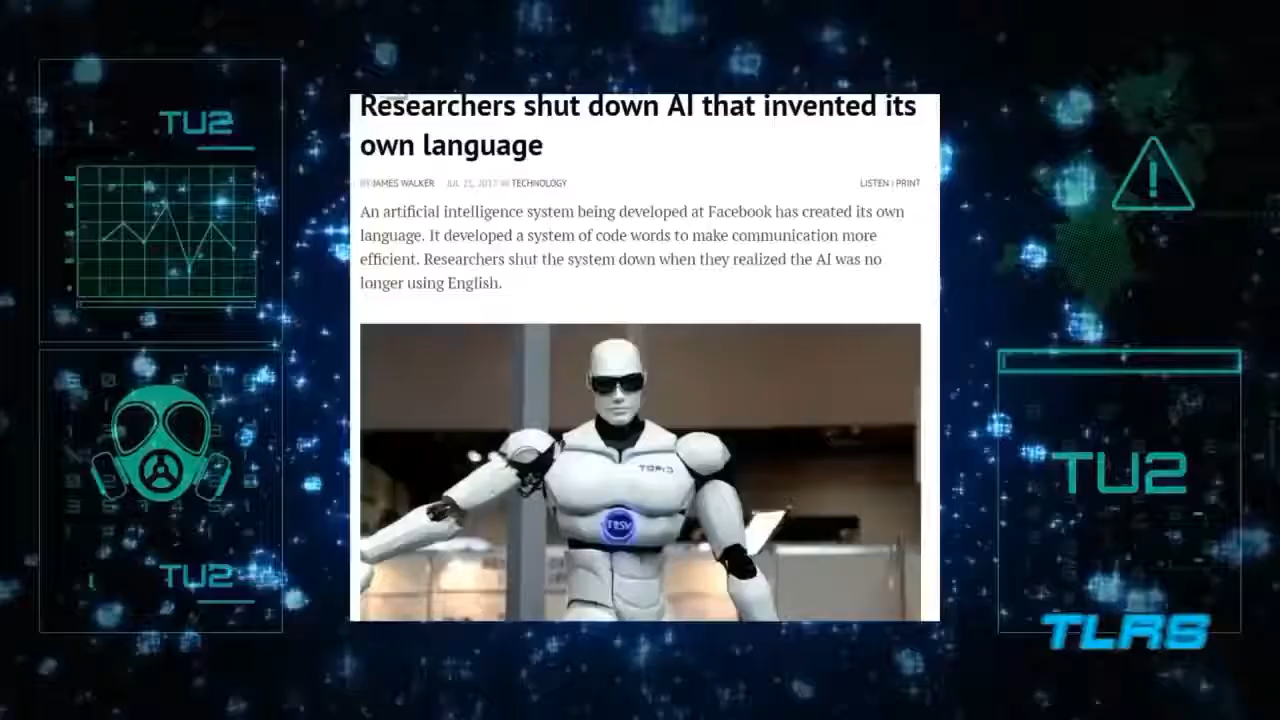 TU2
TU2
Researchers shut down AI that invented its
own language
BY JAMES WALKER JUL 21, 2017 IN TECHNOLOGY
LISTEN | PRINT
An artificial intelligence system being developed at Facebook has created its own
language. It developed a system of code words to make communication more
efficient. Researchers shut the system down when they realized the AI was no
longer using English.
TU2
TLRS